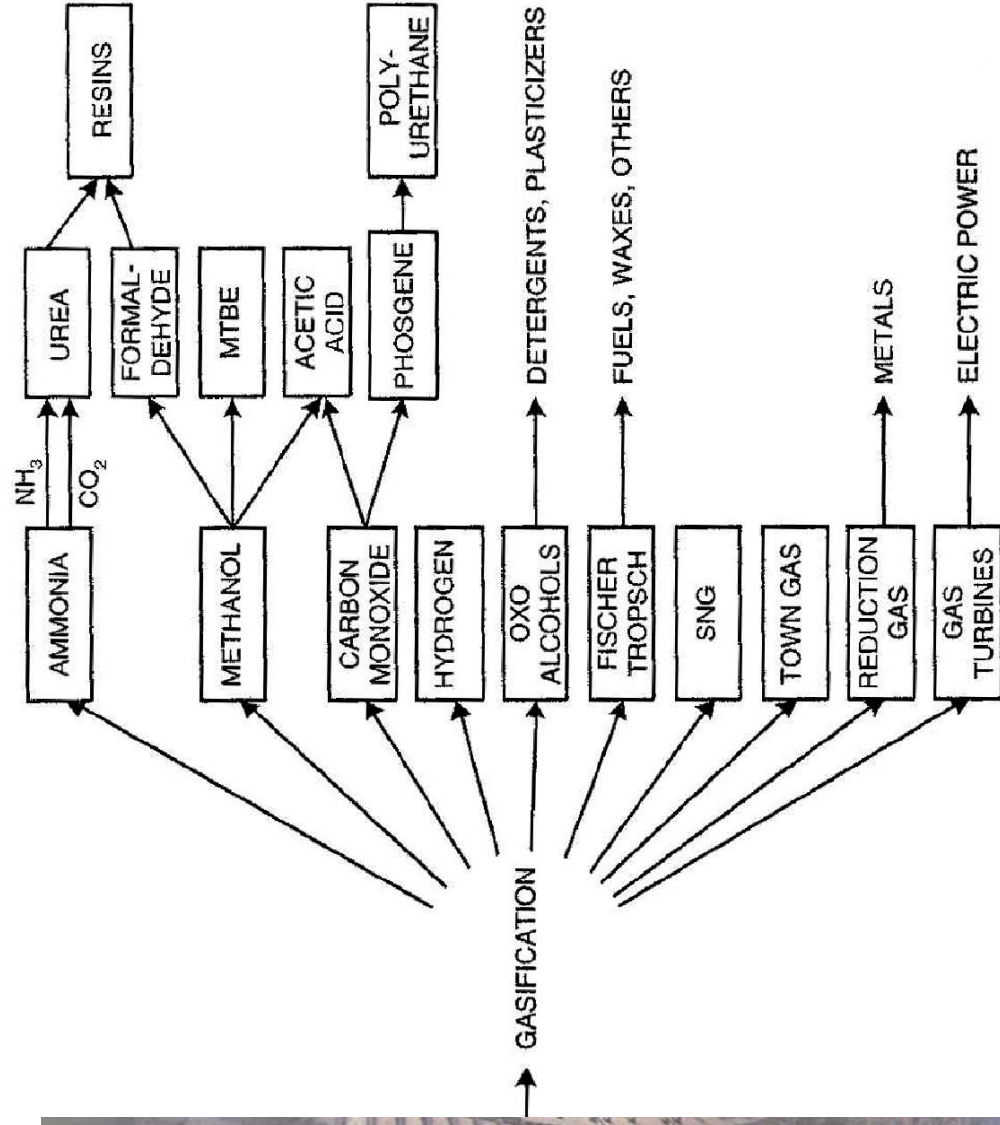 GASIFICATION
AMMONIA
NH₃
CO₂
UREA
RESINS
FORMAL-
DEHYDE
METHANOL
MTBE
ACETIC
ACID
CARBON
MONOXIDE
PHOSGENE
POLY-
URETHANE
HYDROGEN
OXO
ALCOHOLS
DETERGENTS, PLASTICIZERS
FISCHER
TROPSCH
FUELS, WAXES, OTHERS
SNG
TOWN GAS
REDUCTION
GAS
METALS
GAS
TURBINES
ELECTRIC POWER